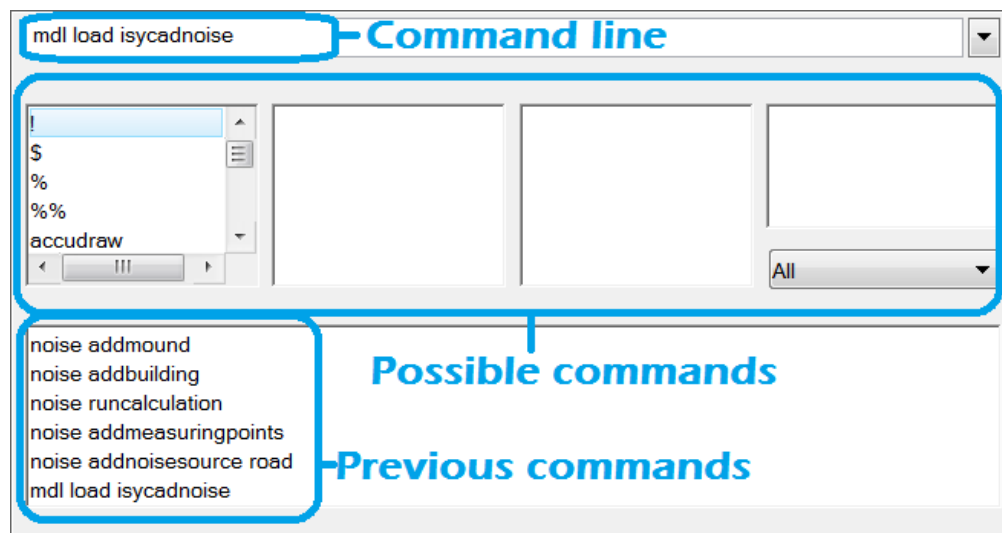 mdl load isycadnoise
Command line
!
$
%
%%
accudraw
All
Possible commands
noise addmound
noise addbuilding
noise runcalculation
noise addmeasuringpoints
noise addnoisesource road
mdl load isycadnoise
Previous commands